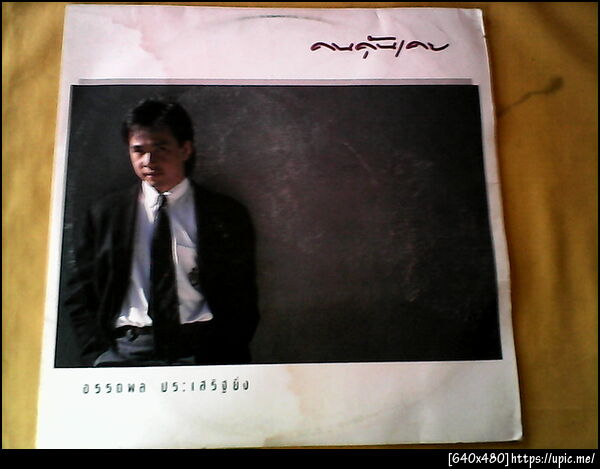 คนคุ้นเคย
อรรถพล ประเสริฐยิ่ง
[640x480]https://upic.me/